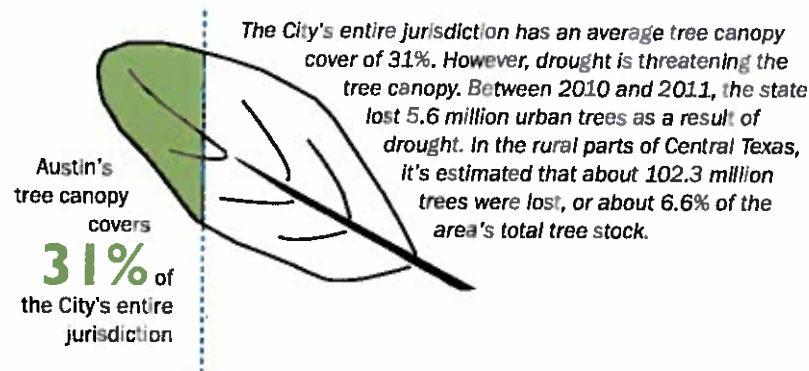 The City's entire jurisdiction has an average tree canopy
cover of 31%. However, drought is threatening the
tree canopy. Between 2010 and 2011, the state
lost 5.6 million urban trees as a result of
drought. In the rural parts of Central Texas,
it's estimated that about 102.3 million
trees were lost, or about 6.6% of the
area's total tree stock.
Austin's
tree canopy
covers
31% of
the City's entire
jurisdiction